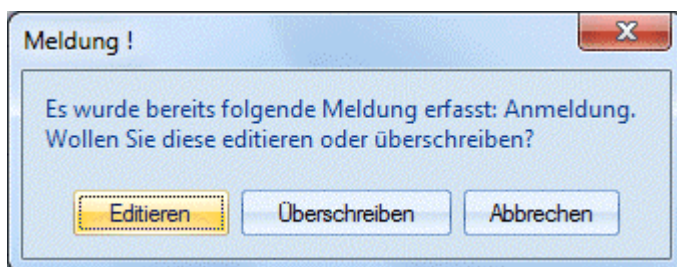 Meldung !
Es wurde bereits folgende Meldung erfasst: Anmeldung.
Wollen Sie diese editieren oder überschreiben?
Editieren Überschreiben Abbrechen